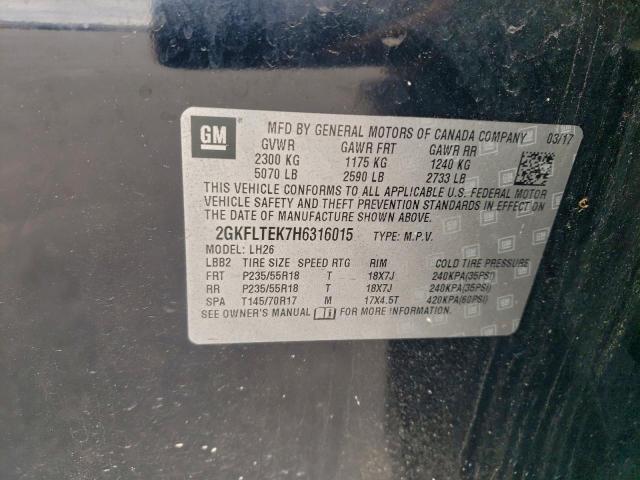 GM
MFD BY GENERAL MOTORS OF CANADA COMPANY 03/17
GVWR GAWR FRT GAWR RR
2300 KG 1175 KG 1240 KG
5070 LB 2590 LB 2733 LB
THIS VEHICLE CONFORMS TO ALL APPLICABLE U.S. FEDERAL MOTOR
VEHICLE SAFETY AND THEFT PREVENTION STANDARDS IN EFFECT ON
THE DATE OF MANUFACTURE SHOWN ABOVE.
2GKFLTEK7H6316015 TYPE: M.P.V.
MODEL: LH26
LBB2 TIRE SIZE SPEED RTG RIM COLD TIRE PRESSURE
FRT P235/55R18 T 18X7J 240KPA(35PSI)
RR P235/55R18 T 18X7J 240KPA(35PSI)
SPA T145/70R17 M 17X4.5T 420KPA(60PSI)
SEE OWNER'S MANUAL FOR MORE INFORMATION.